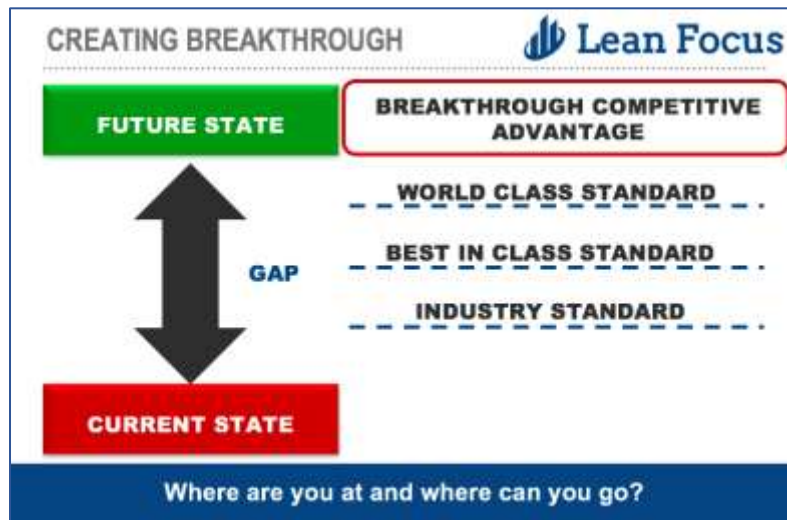 CREATING BREAKTHROUGH
Lean Focus
FUTURE STATE
BREAKTHROUGH COMPETITIVE
ADVANTAGE
WORLD CLASS STANDARD
BEST IN CLASS STANDARD
GAP
INDUSTRY STANDARD
CURRENT STATE
Where are you at and where can you go?